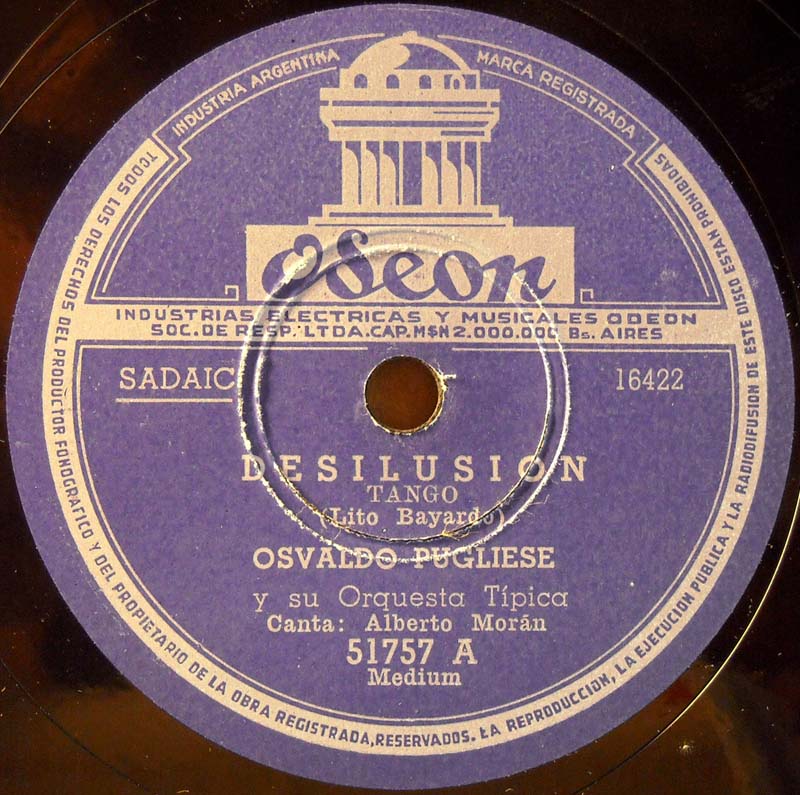 INDUSTRIA ARGENTINA
MARCA REGISTRADA
Odeon
INDUSTRIAS ELECTRICAS Y MUSICALES ODEON
SOC. DE RESP. LTDA. CAP. M$N 2.000.000 Bs. AIRES
SADAIC
16422
DESILUSION
TANGO
(Lito Bayardo)
OSVALDO PUGLIESE
y su Orquesta Típica
Canta: Alberto Morán
51757 A
Medium
TODOS LOS DERECHOS DEL PRODUCTOR FONOGRAFICO Y DEL PROPIETARIO DE LA OBRA REGISTRADA, RESERVADOS. LA REPRODUCCION, LA EJECUCION PUBLICA Y LA RADIODIFUSION DE ESTE DISCO ESTAN PROHIBIDAS